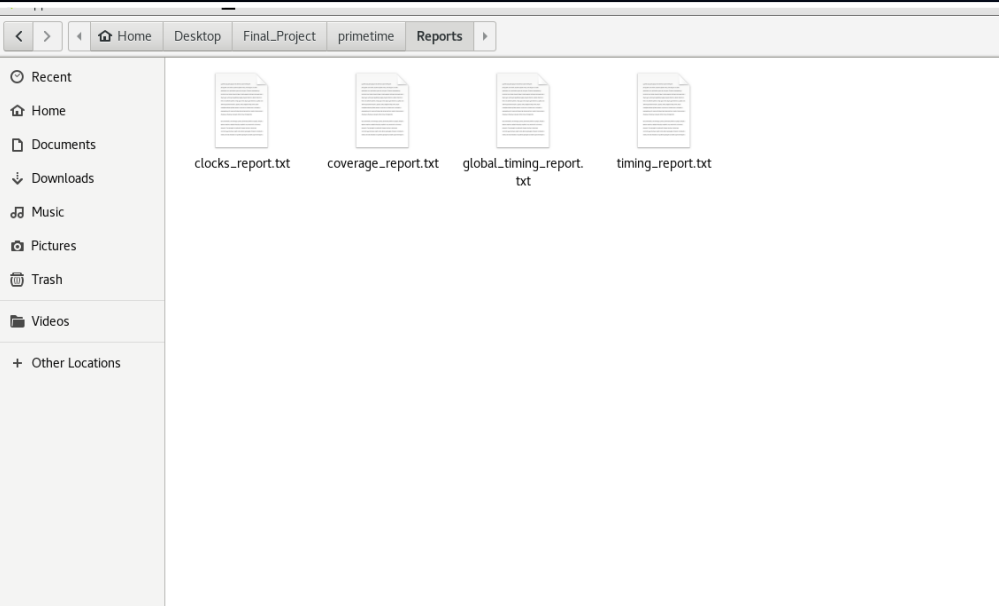 Home
Desktop
Final_Project
primetime
Reports
Recent
Home
Documents
Downloads
Music
Pictures
Trash
Videos
Other Locations
clocks_report.txt
coverage_report.txt
global_timing_report.
txt
timing_report.txt